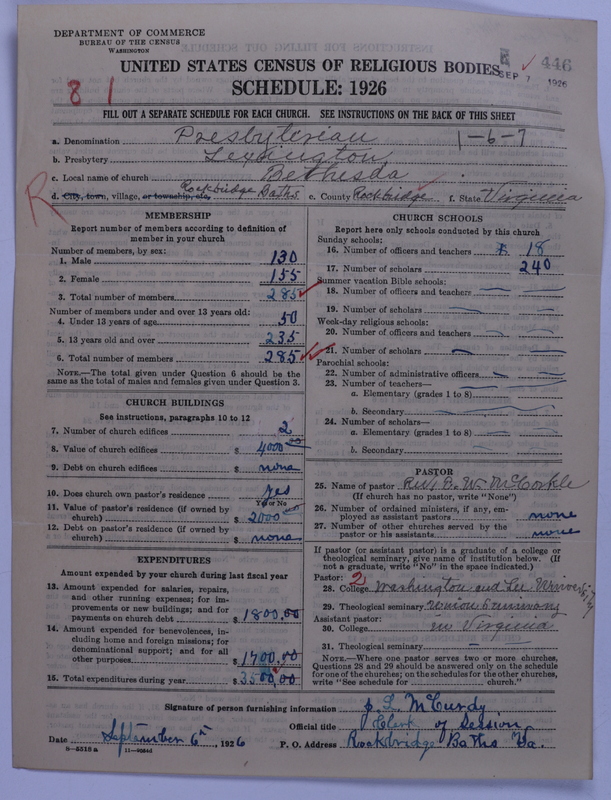 DEPARTMENT OF COMMERCE
BUREAU OF THE CENSUS
WASHINGTON
446
SEP 7 1926
UNITED STATES CENSUS OF RELIGIOUS BODIES
SCHEDULE: 1926
8 1
FILL OUT A SEPARATE SCHEDULE FOR EACH CHURCH. SEE INSTRUCTIONS ON THE BACK OF THIS SHEET
a. Denomination Presbyterian 1-6-7
b. Presbytery Lexington
c. Local name of church Bethesda
R
d. City, town, village, or township, etc. Rockbridge Baths e. County Rockbridge f. State Virginia
MEMBERSHIP
Report number of members according to definition of member in your church
Number of members, by sex:
1. Male 130
2. Female 155
3. Total number of members 285
Number of members under and over 13 years old:
4. Under 13 years of age 50
5. 13 years old and over 235
6. Total number of members 285
NOTE.—The total given under Question 6 should be same as the total of males and females given under Question 3.
CHURCH BUILDINGS
See instructions, paragraphs 10 to 12
7. Number of church edifices 2
8. Value of church edifices $ 4000 00
9. Debt on church edifices $ none
10. Does church own pastor's residence yes
Yes or No
11. Value of pastor's residence (if owned by church) $ 2000
12. Debt on pastor's residence (if owned by church) $ none
EXPENDITURES
Amount expended by your church during last fiscal year
13. Amount expended for salaries, repairs, and other running expenses; for improvements or new buildings; and for payments on church debt $ 1800.00
14. Amount expended for benevolences, including home and foreign missions; for denominational support; and for all other purposes $ 1700.00
15. Total expenditures during year $ 3500.00
CHURCH SCHOOLS
Report here only schools conducted by this church
Sunday schools:
16. Number of officers and teachers 18
17. Number of scholars 240
Summer vacation Bible schools:
18. Number of officers and teachers
19. Number of scholars
Week-day religious schools:
20. Number of officers and teachers
21. Number of scholars
Parochial schools:
22. Number of administrative officers
23. Number of teachers—
a. Elementary (grades 1 to 8)
b. Secondary
24. Number of scholars—
a. Elementary (grades 1 to 8)
b. Secondary
PASTOR
25. Name of pastor Rev. E. W. McCorkle
(If church has no pastor, write "None")
26. Number of ordained ministers, if any, employed as assistant pastors none
27. Number of other churches served by the pastor or his assistants none
If pastor (or assistant pastor) is a graduate of a college or theological seminary, give name of institution below. (If not a graduate, write "No" in the space indicated.)
Pastor: 2
28. College Washington and Lee University
29. Theological seminary Union Seminary
Assistant pastor:
30. College in Virginia
31. Theological seminary
NOTE.—Where one pastor serves two or more churches, Questions 28 and 29 should be answered only on the schedule for one of the churches; on the schedules for the other churches, write "See schedule for church."
Signature of person furnishing information J. L. McCurdy
Official title Clerk of Session
Date September 6th, 1926 P. O. Address Rockbridge Baths Va.
8-5318a 11-9684d